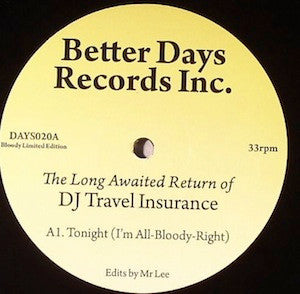 Better Days
Records Inc.
DAYS020A
Bloody Limited Edition
33rpm
The Long Awaited Return of
DJ Travel Insurance
A1. Tonight (I'm All-Bloody-Right)
Edits by Mr Lee